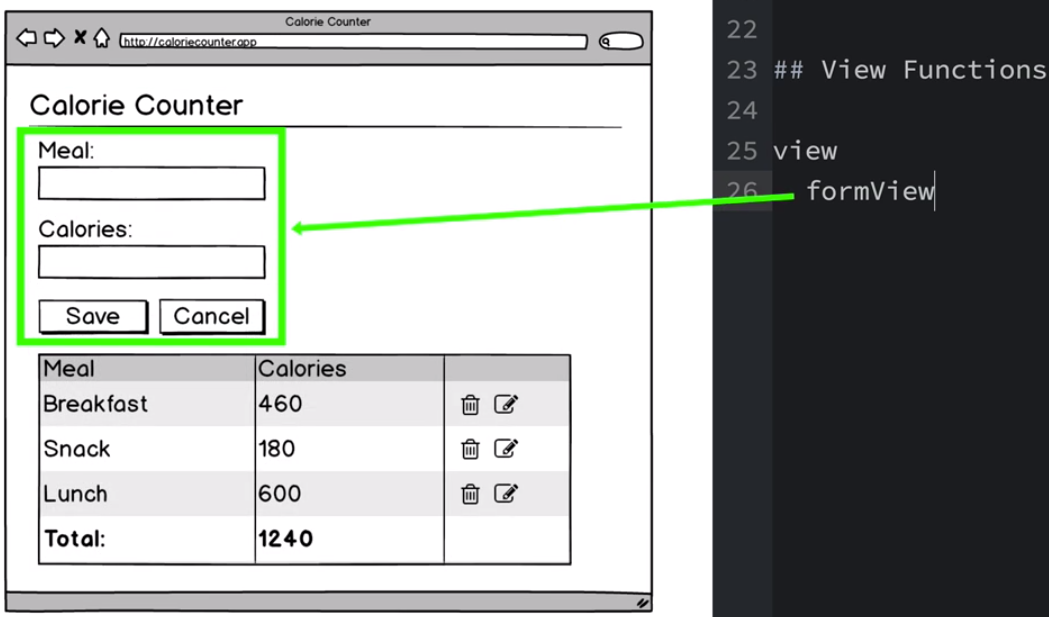 Calorie Counter
http://caloriecounter.app
Calorie Counter
Meal:
Calories:
Save Cancel
Meal Calories
Breakfast 460
Snack 180
Lunch 600
Total: 1240
22
23 ## View Functions
24
25 view
26 formView